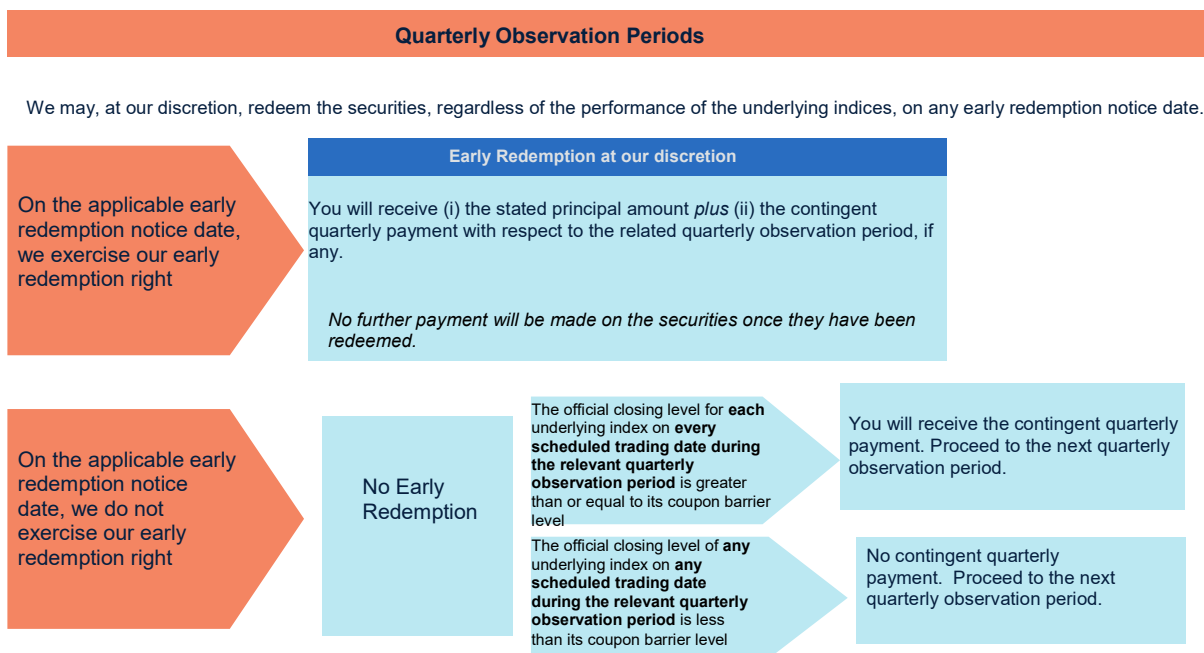 Quarterly Observation Periods
We may, at our discretion, redeem the securities, regardless of the performance of the underlying indices, on any early redemption notice date.
On the applicable early
redemption notice date,
we exercise our early
redemption right
Early Redemption at our discretion
You will receive (i) the stated principal amount plus (ii) the contingent
quarterly payment with respect to the related quarterly observation period, if
any.
No further payment will be made on the securities once they have been
redeemed.
On the applicable early
redemption notice
date, we do not
exercise our early
redemption right
No Early
Redemption
The official closing level for each
underlying index on every
scheduled trading date during
the relevant quarterly
observation period is greater
than or equal to its coupon barrier
level
You will receive the contingent quarterly
payment. Proceed to the next quarterly
observation period.
The official closing level of any
underlying index on any
scheduled trading date
during the relevant quarterly
observation period is less
than its coupon barrier level
No contingent quarterly
payment.  Proceed to the next
quarterly observation period.